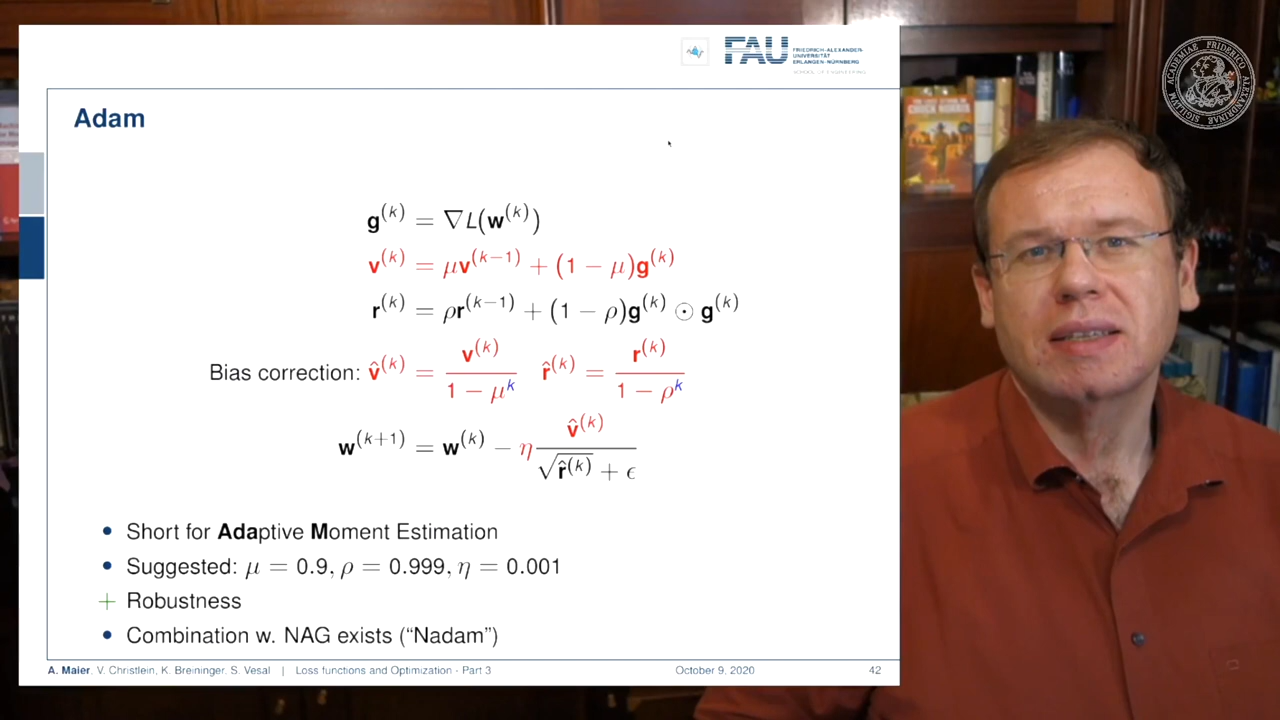 FAU
FRIEDRICH-ALEXANDER-
UNIVERSITÄT
ERLANGEN-NÜRNBERG
Adam
g^(k) = ∇L(w^(k))
v^(k) = μv^(k−1) + (1 − μ)g^(k)
r^(k) = ρr^(k−1) + (1 − ρ)g^(k) ⊙ g^(k)
Bias correction: v̂^(k) = v^(k) / (1 − μ^k) r̂^(k) = r^(k) / (1 − ρ^k)
w^(k+1) = w^(k) − η v̂^(k) / (√r̂^(k) + ϵ)
• Short for Adaptive Moment Estimation
• Suggested: μ = 0.9, ρ = 0.999, η = 0.001
+ Robustness
• Combination w. NAG exists (“Nadam”)
A. Maier, V. Christlein, K. Breininger, S. Vesal | Loss functions and Optimization - Part 3 October 9, 2020 42
CHUCK NORRIS